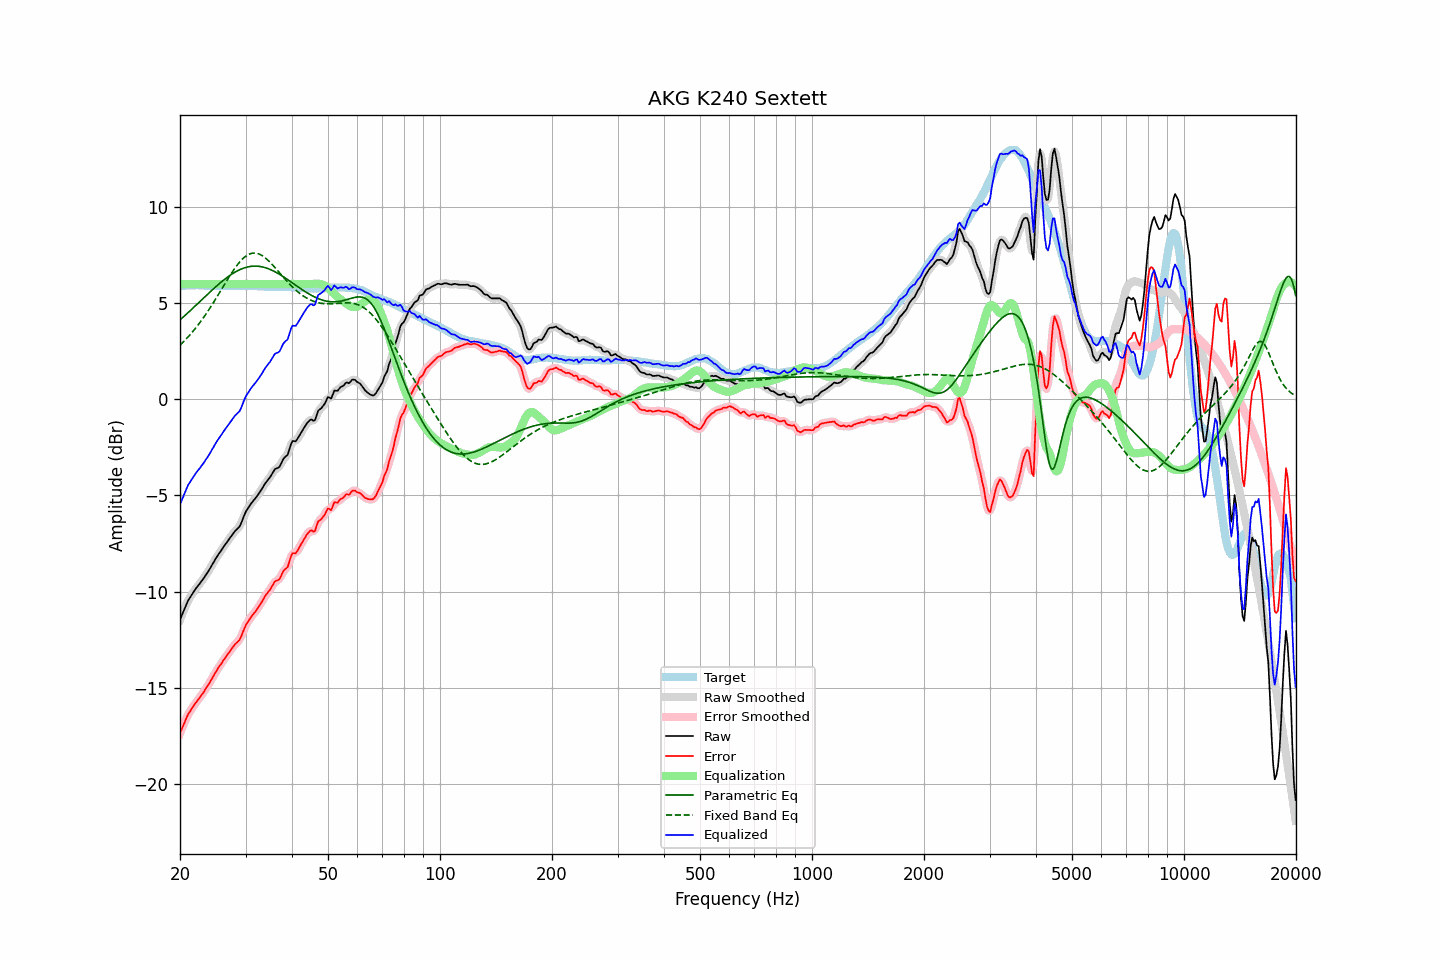 AKG K240 Sextett
Amplitude (dBr)
10
5
0
−5
−10
−15
−20
Target
Raw Smoothed
Error Smoothed
Raw
Error
Equalization
Parametric Eq
Fixed Band Eq
Equalized
20 50 100 200 500 1000 2000 5000 10000 20000
Frequency (Hz)